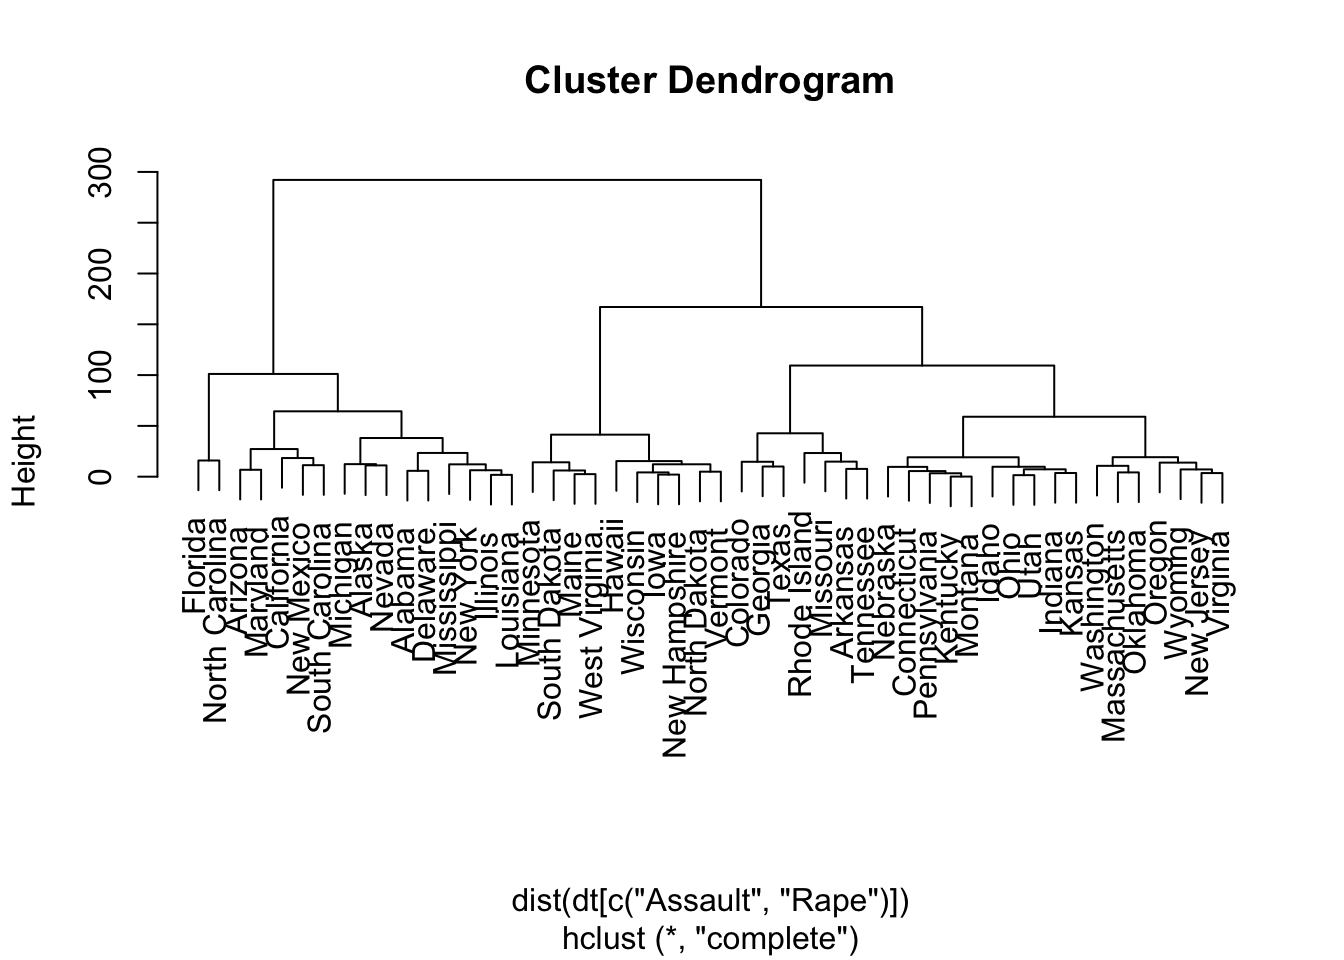 Cluster Dendrogram
300
200
100
0
Height
Florida
North Carolina
Arizona
Maryland
California
New Mexico
South Carolina
Michigan
Alaska
Nevada
Alabama
Delaware
Mississippi
New York
Illinois
Louisiana
Minnesota
South Dakota
Maine
West Virginia
Hawaii
Wisconsin
Iowa
New Hampshire
North Dakota
Vermont
Colorado
Georgia
Texas
Rhode Island
Missouri
Arkansas
Tennessee
Nebraska
Connecticut
Pennsylvania
Kentucky
Montana
Idaho
Ohio
Utah
Indiana
Kansas
Washington
Massachusetts
Oklahoma
Oregon
Wyoming
New Jersey
Virginia
dist(dt[c("Assault", "Rape")])
hclust (*, "complete")